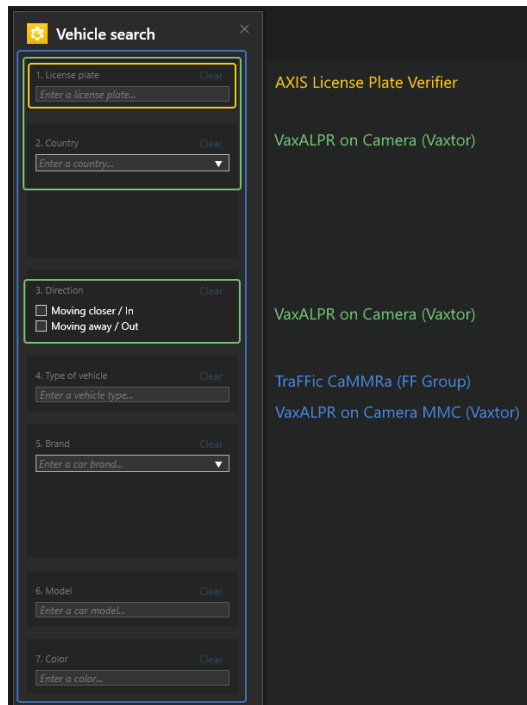 Vehicle search
1. License plate Clear
Enter a license plate...
AXIS License Plate Verifier
2. Country Clear
VaxALPR on Camera (Vaxtor)
Enter a country...
3. Direction Clear
Moving closer / In
VaxALPR on Camera (Vaxtor)
Moving away / Out
4. Type of vehicle Clear
TraFFic CaMMRa (FF Group)
Enter a vehicle type...
VaxALPR on Camera MMC (Vaxtor)
5. Brand Clear
Enter a car brand...
6. Model Clear
Enter a car model...
7. Color Clear
Enter a color...